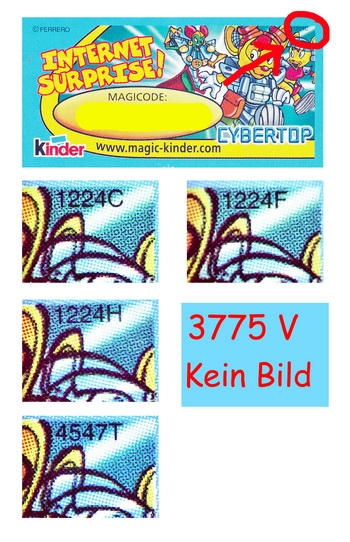 © FERRERO
INTERNET
SURPRISE!
MAGICODE:
CYBERTOP
Kinder www.magic-kinder.com
1224C
1224F
1224H
3775 V
Kein Bild
4547T